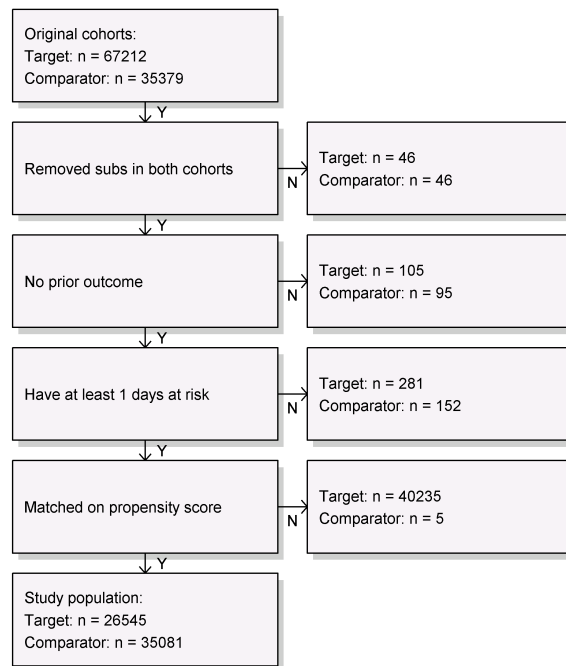 Original cohorts:
Target: n = 67212
Comparator: n = 35379
Y
Removed subs in both cohorts
N
Target: n = 46
Comparator: n = 46
Y
No prior outcome
N
Target: n = 105
Comparator: n = 95
Y
Have at least 1 days at risk
N
Target: n = 281
Comparator: n = 152
Y
Matched on propensity score
N
Target: n = 40235
Comparator: n = 5
Y
Study population:
Target: n = 26545
Comparator: n = 35081